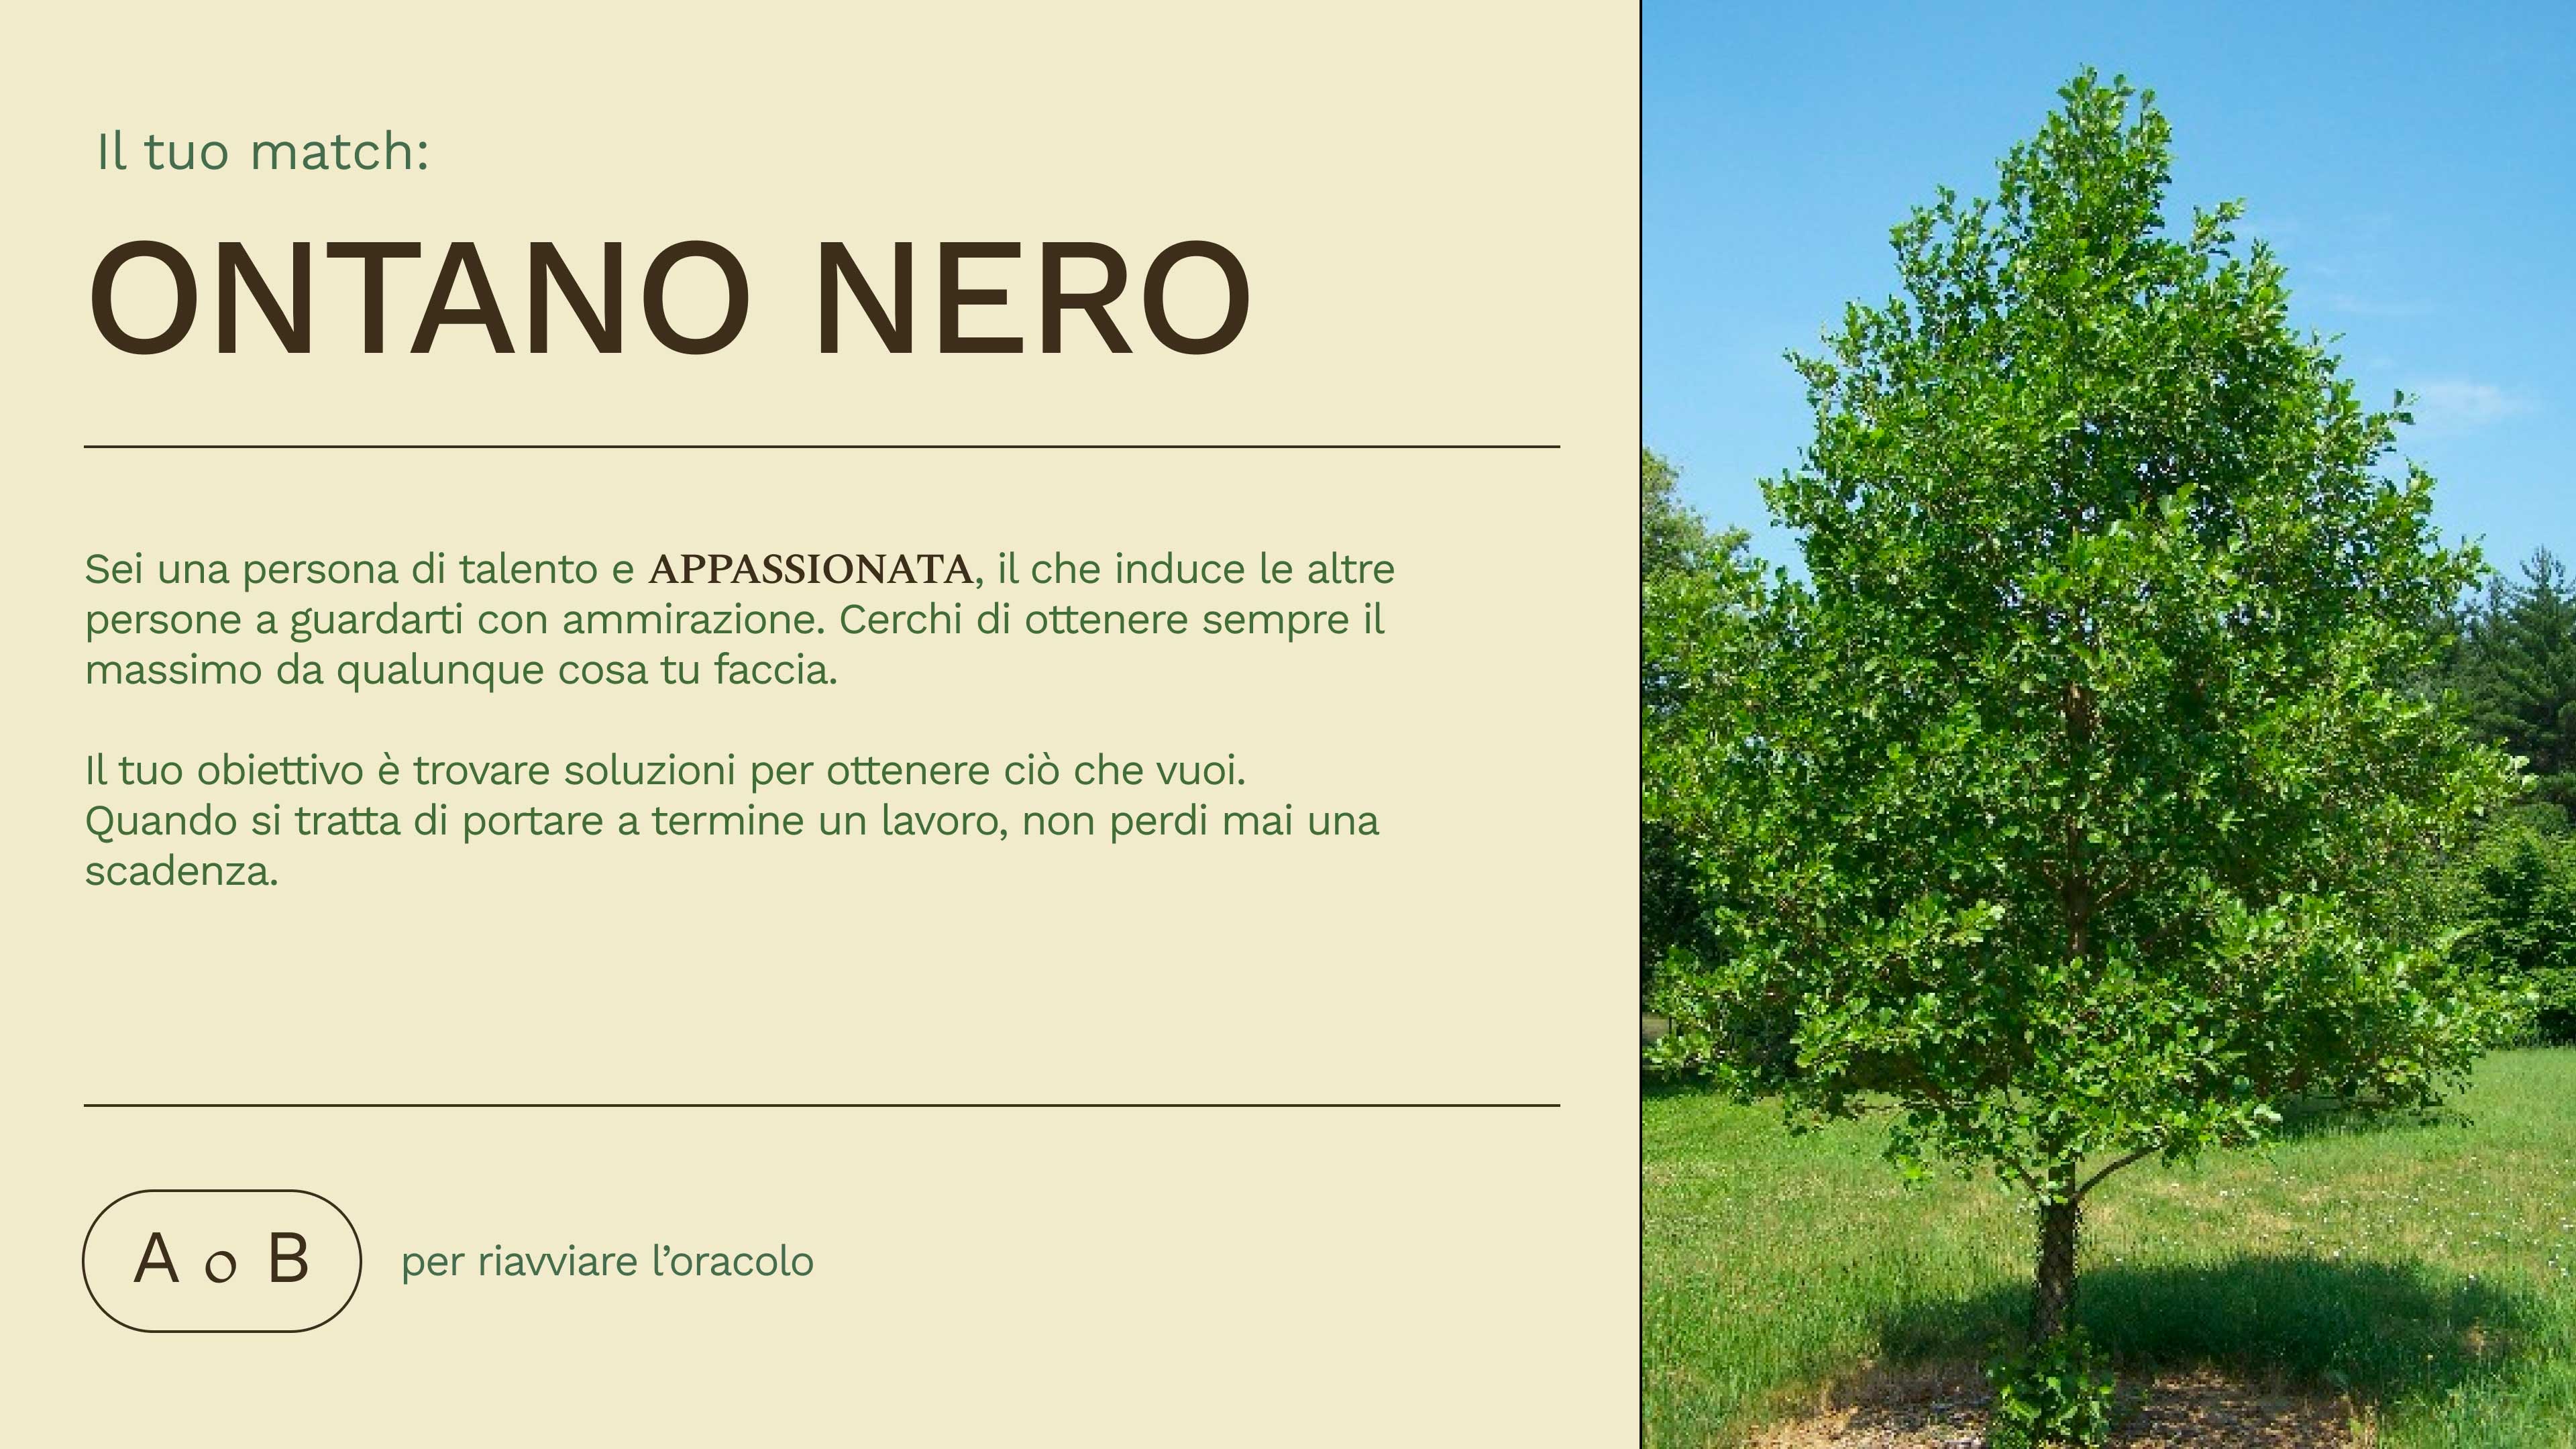 Il tuo match:
ONTANO NERO
Sei una persona di talento e APPASSIONATA, il che induce le altre
persone a guardarti con ammirazione. Cerchi di ottenere sempre il
massimo da qualunque cosa tu faccia.
Il tuo obiettivo è trovare soluzioni per ottenere ciò che vuoi.
Quando si tratta di portare a termine un lavoro, non perdi mai una
scadenza.
A o B per riavviare l’oracolo